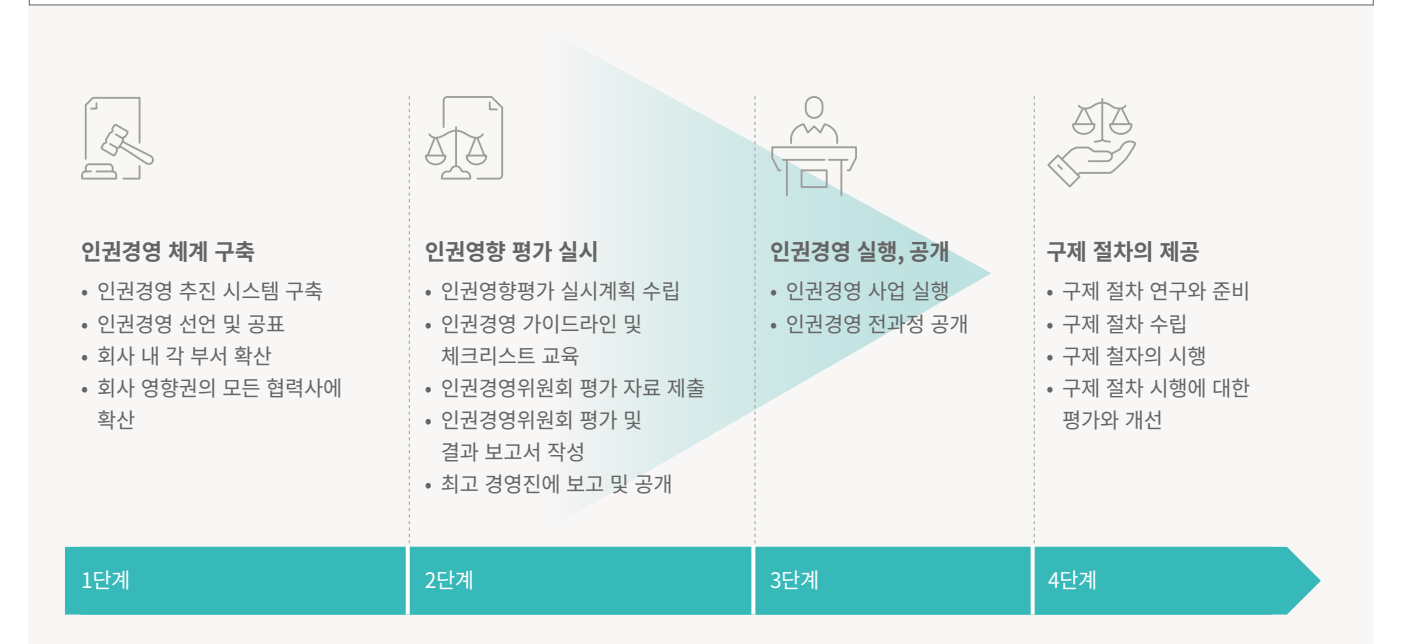 인권경영 체계 구축
• 인권경영 추진 시스템 구축
• 인권경영 선언 및 공표
• 회사 내 각 부서 확산
• 회사 영향권의 모든 협력사에
확산
인권영향 평가 실시
• 인권영향평가 실시계획 수립
• 인권경영 가이드라인 및
체크리스트 교육
• 인권경영위원회 평가 자료 제출
• 인권경영위원회 평가 및
결과 보고서 작성
• 최고 경영진에 보고 및 공개
인권경영 실행, 공개
• 인권경영 사업 실행
• 인권경영 전과정 공개
구제 절차의 제공
• 구제 절차 연구와 준비
• 구제 절차 수립
• 구제 철자의 시행
• 구제 절차 시행에 대한
평가와 개선
1단계
2단계
3단계
4단계